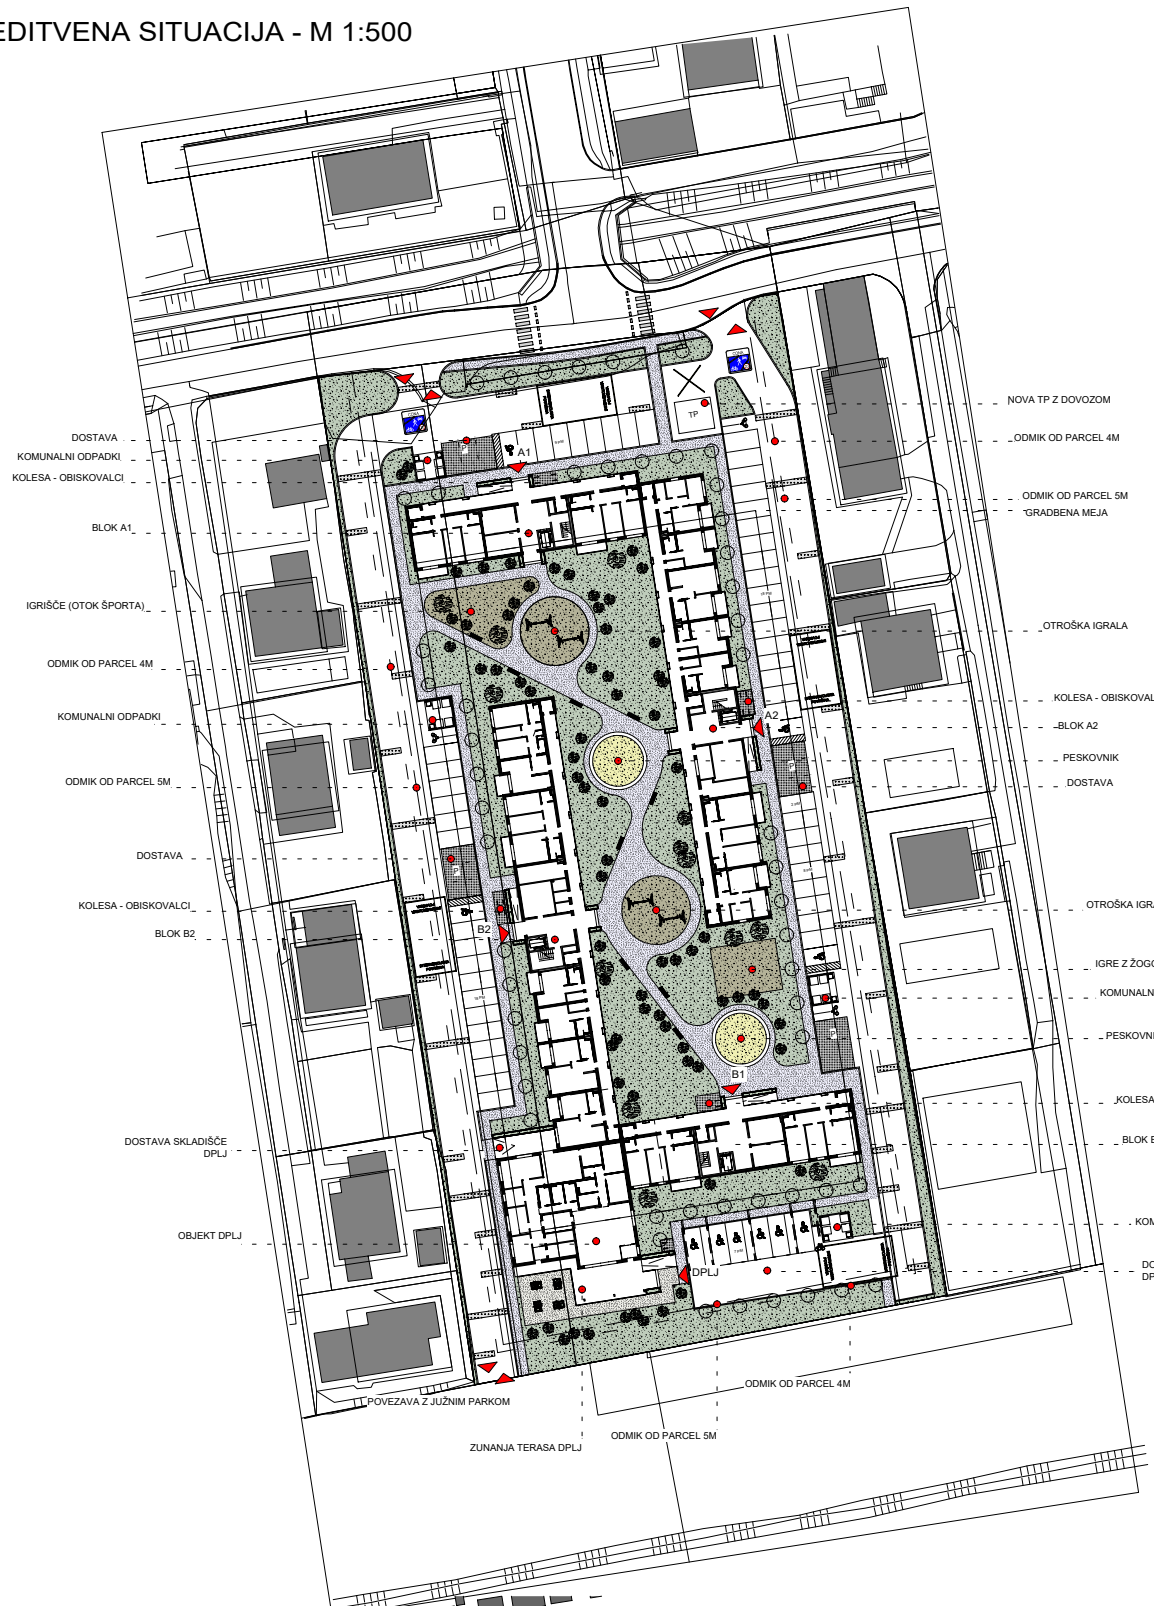 EDITVENA SITUACIJA - M 1:500
DOSTAVA
KOMUNALNI ODPADKI
KOLESA - OBISKOVALCI
BLOK A1
IGRIŠČE (OTOK ŠPORTA)
ODMIK OD PARCEL 4M
KOMUNALNI ODPADKI
ODMIK OD PARCEL 5M
DOSTAVA
KOLESA - OBISKOVALCI
BLOK B2
DOSTAVA SKLADIŠČE
DPLJ
OBJEKT DPLJ
POVEZAVA Z JUŽNIM PARKOM
ZUNANJA TERASA DPLJ
ODMIK OD PARCEL 5M
ODMIK OD PARCEL 4M
NOVA TP Z DOVOZOM
ODMIK OD PARCEL 4M
ODMIK OD PARCEL 5M
GRADBENA MEJA
OTROŠKA IGRALA
KOLESA - OBISKOVAL
BLOK A2
PESKOVNIK
DOSTAVA
OTROŠKA IGRA
IGRE Z ŽOGO
KOMUNALN
PESKOVNI
KOLESA
BLOK B
KOM
DO
DP
A1
TP
A2
B2
B1
DPLJ
P
P
P
P